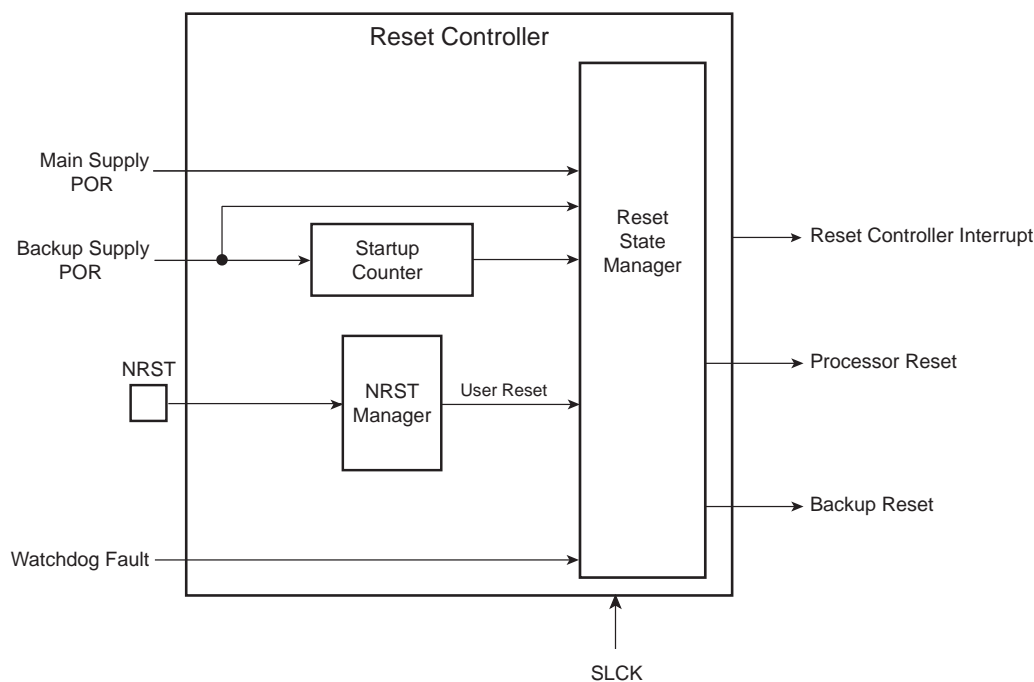 Reset Controller
Main Supply
POR
Backup Supply
POR
Startup
Counter
Reset
State
Manager
Reset Controller Interrupt
NRST
NRST
Manager
User Reset
Processor Reset
Backup Reset
Watchdog Fault
SLCK